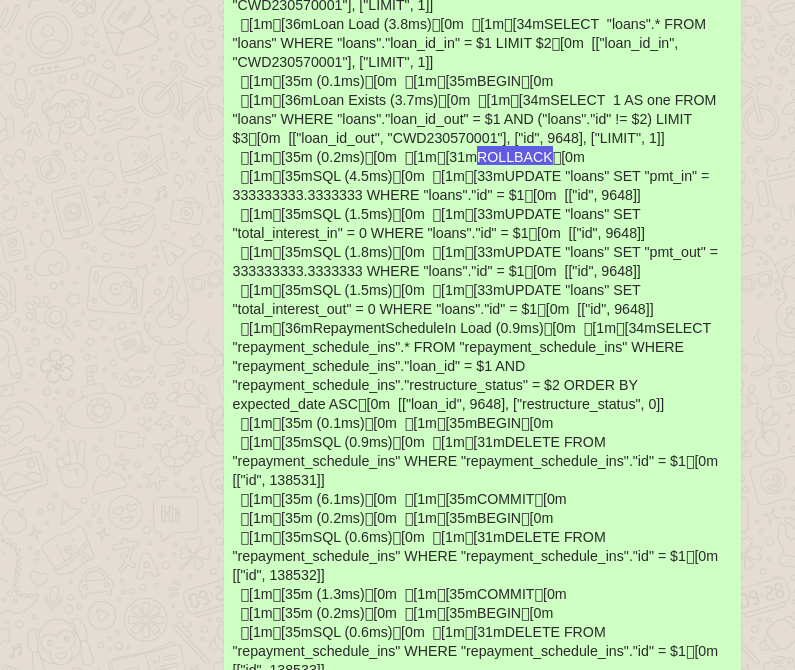 "CWD230570001"], ["LIMIT", 1]]
▯[1m▯[36mLoan Load (3.8ms)▯[0m  ▯[1m▯[34mSELECT  "loans".* FROM
"loans" WHERE "loans"."loan_id_in" = $1 LIMIT $2▯[0m  [["loan_id_in",
"CWD230570001"], ["LIMIT", 1]]
▯[1m▯[35m (0.1ms)▯[0m  ▯[1m▯[35mBEGIN▯[0m
▯[1m▯[36mLoan Exists (3.7ms)▯[0m  ▯[1m▯[34mSELECT  1 AS one FROM
"loans" WHERE "loans"."loan_id_out" = $1 AND ("loans"."id" != $2) LIMIT
$3▯[0m  [["loan_id_out", "CWD230570001"], ["id", 9648], ["LIMIT", 1]]
▯[1m▯[35m (0.2ms)▯[0m  ▯[1m▯[31mROLLBACK▯[0m
▯[1m▯[35mSQL (4.5ms)▯[0m  ▯[1m▯[33mUPDATE "loans" SET "pmt_in" =
333333333.3333333 WHERE "loans"."id" = $1▯[0m  [["id", 9648]]
▯[1m▯[35mSQL (1.5ms)▯[0m  ▯[1m▯[33mUPDATE "loans" SET
"total_interest_in" = 0 WHERE "loans"."id" = $1▯[0m  [["id", 9648]]
▯[1m▯[35mSQL (1.8ms)▯[0m  ▯[1m▯[33mUPDATE "loans" SET "pmt_out" =
333333333.3333333 WHERE "loans"."id" = $1▯[0m  [["id", 9648]]
▯[1m▯[35mSQL (1.5ms)▯[0m  ▯[1m▯[33mUPDATE "loans" SET
"total_interest_out" = 0 WHERE "loans"."id" = $1▯[0m  [["id", 9648]]
▯[1m▯[36mRepaymentScheduleIn Load (0.9ms)▯[0m  ▯[1m▯[34mSELECT
"repayment_schedule_ins".* FROM "repayment_schedule_ins" WHERE
"repayment_schedule_ins"."loan_id" = $1 AND
"repayment_schedule_ins"."restructure_status" = $2 ORDER BY
expected_date ASC▯[0m  [["loan_id", 9648], ["restructure_status", 0]]
▯[1m▯[35m (0.1ms)▯[0m  ▯[1m▯[35mBEGIN▯[0m
▯[1m▯[35mSQL (0.9ms)▯[0m  ▯[1m▯[31mDELETE FROM
"repayment_schedule_ins" WHERE "repayment_schedule_ins"."id" = $1▯[0m
[["id", 138531]]
▯[1m▯[35m (6.1ms)▯[0m  ▯[1m▯[35mCOMMIT▯[0m
▯[1m▯[35m (0.2ms)▯[0m  ▯[1m▯[35mBEGIN▯[0m
▯[1m▯[35mSQL (0.6ms)▯[0m  ▯[1m▯[31mDELETE FROM
"repayment_schedule_ins" WHERE "repayment_schedule_ins"."id" = $1▯[0m
[["id", 138532]]
▯[1m▯[35m (1.3ms)▯[0m  ▯[1m▯[35mCOMMIT▯[0m
▯[1m▯[35m (0.2ms)▯[0m  ▯[1m▯[35mBEGIN▯[0m
▯[1m▯[35mSQL (0.6ms)▯[0m  ▯[1m▯[31mDELETE FROM
"repayment_schedule_ins" WHERE "repayment_schedule_ins"."id" = $1▯[0m
[["id", 138533]]